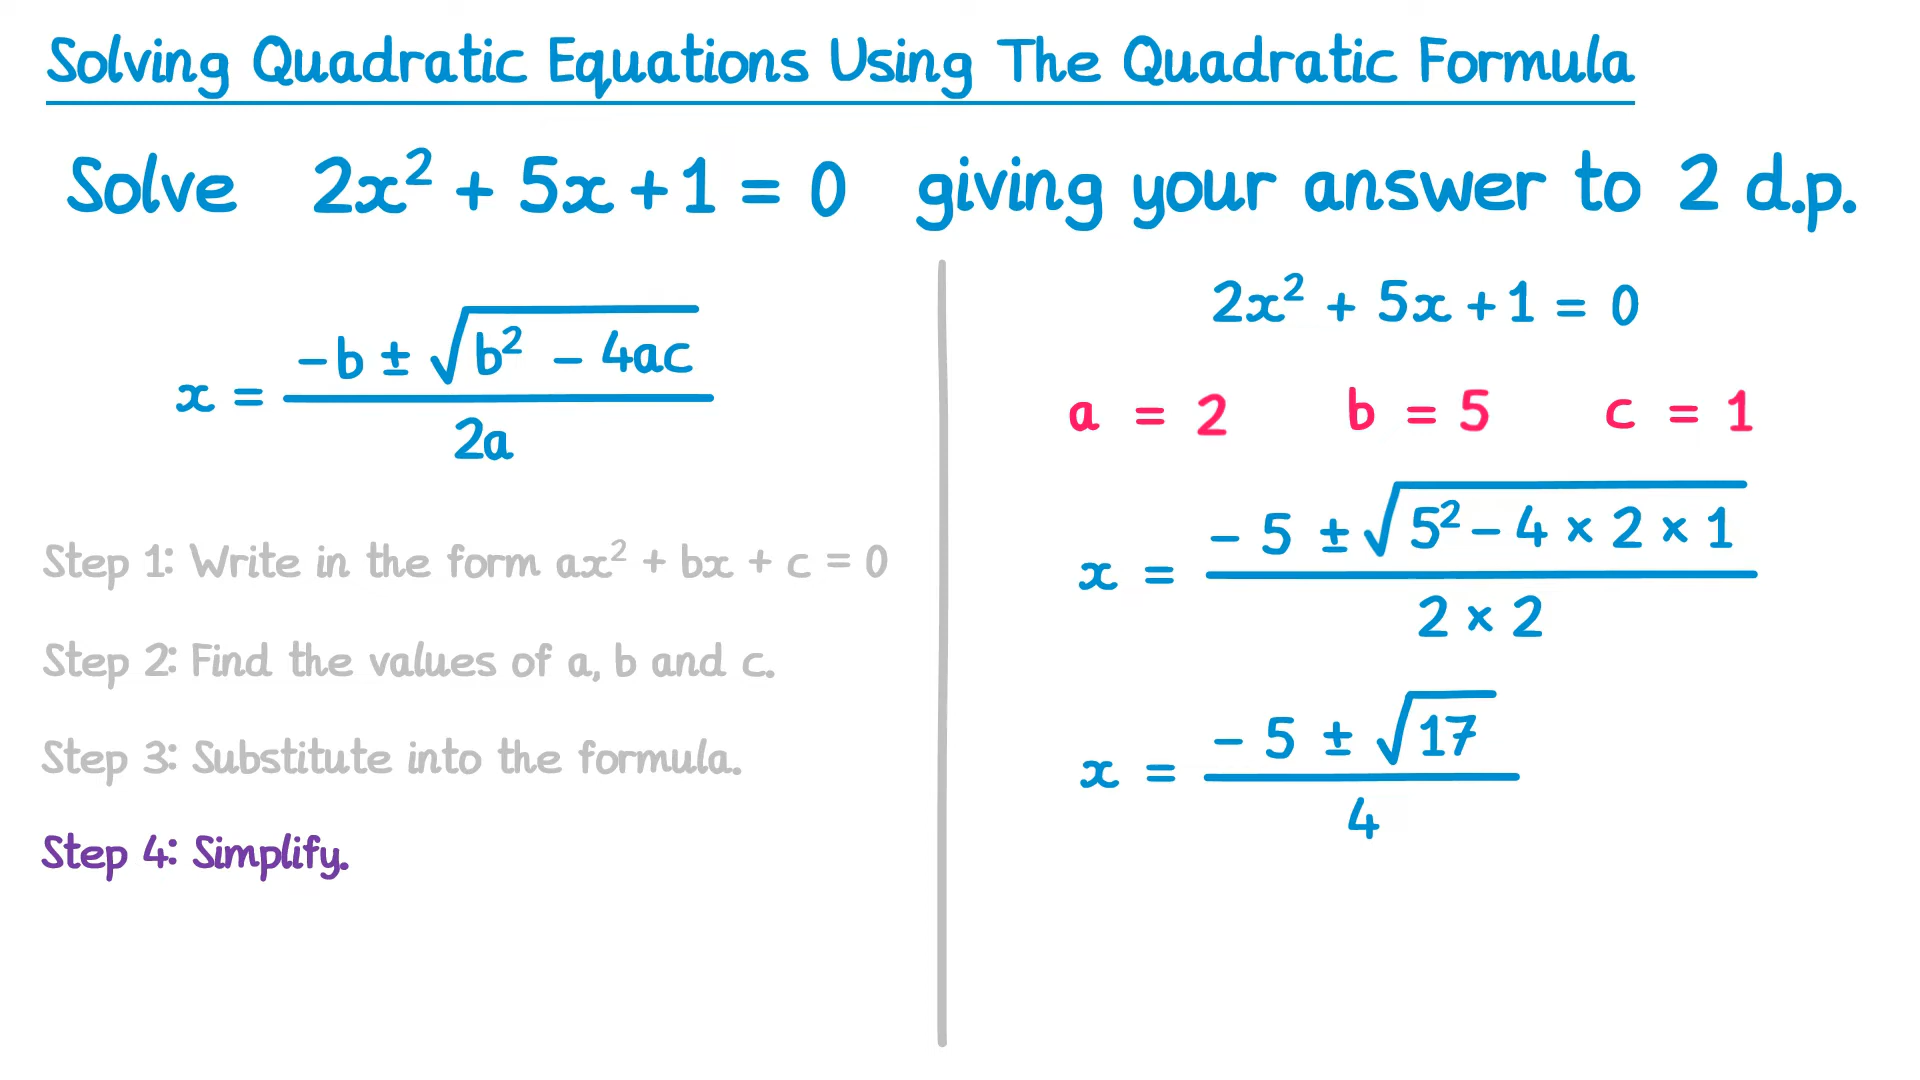 Solving Quadratic Equations Using The Quadratic Formula
Solve 2x² + 5x + 1 = 0 giving your answer to 2 d.p.
x = (-b ± √(b² - 4ac)) / 2a
Step 1: Write in the form ax² + bx + c = 0
Step 2: Find the values of a, b and c.
Step 3: Substitute into the formula.
Step 4: Simplify.
2x² + 5x + 1 = 0
a = 2 b = 5 c = 1
x = (-5 ± √(5² - 4 × 2 × 1)) / (2 × 2)
x = (-5 ± √17) / 4